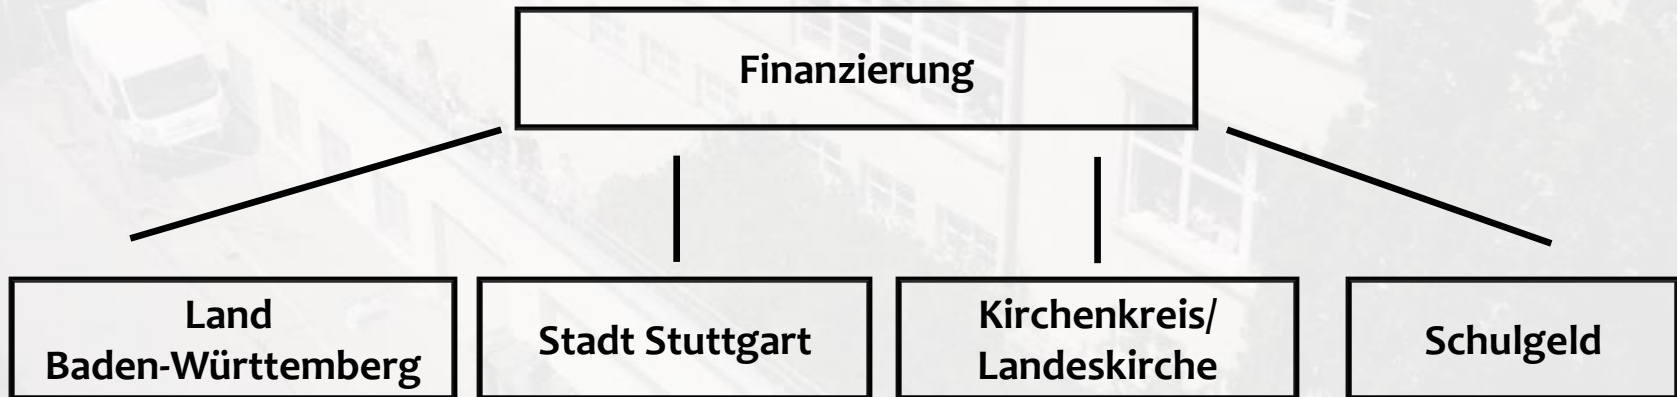 Finanzierung
Land
Baden-Württemberg
Stadt Stuttgart
Kirchenkreis/
Landeskirche
Schulgeld